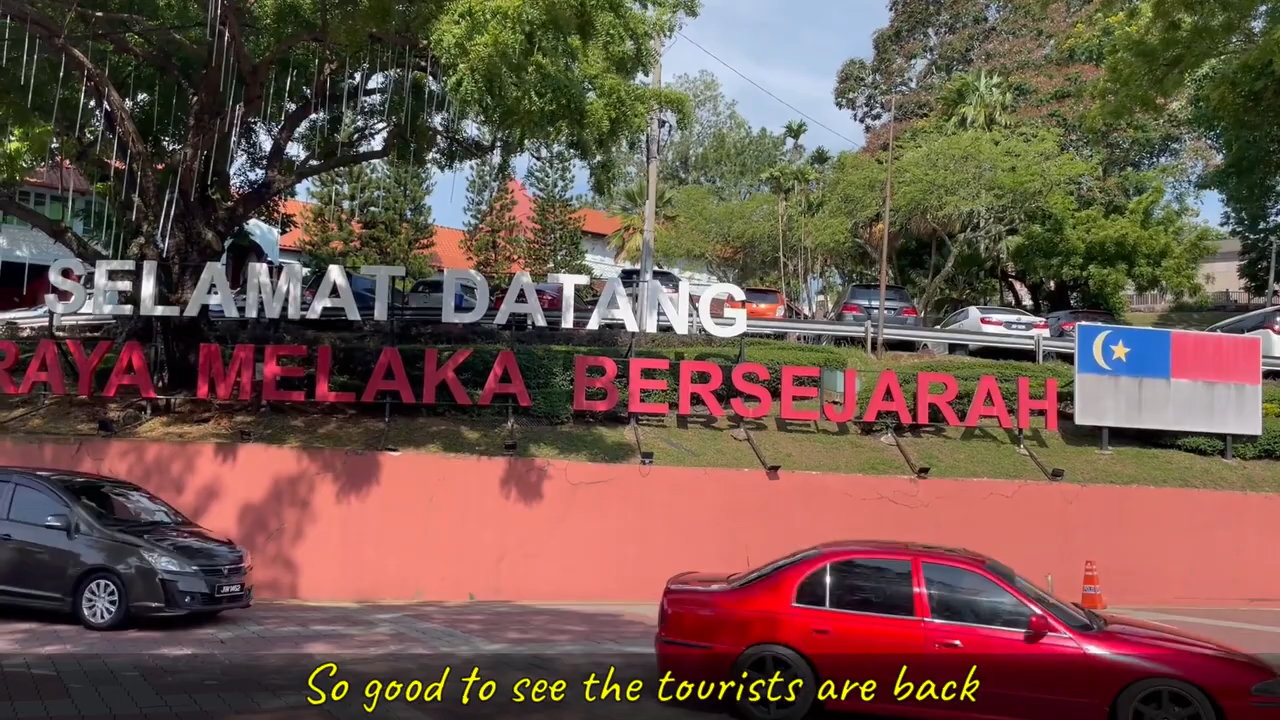 SELAMAT DATANG
RAYA MELAKA BERSEJARAH
So good to see the tourists are back